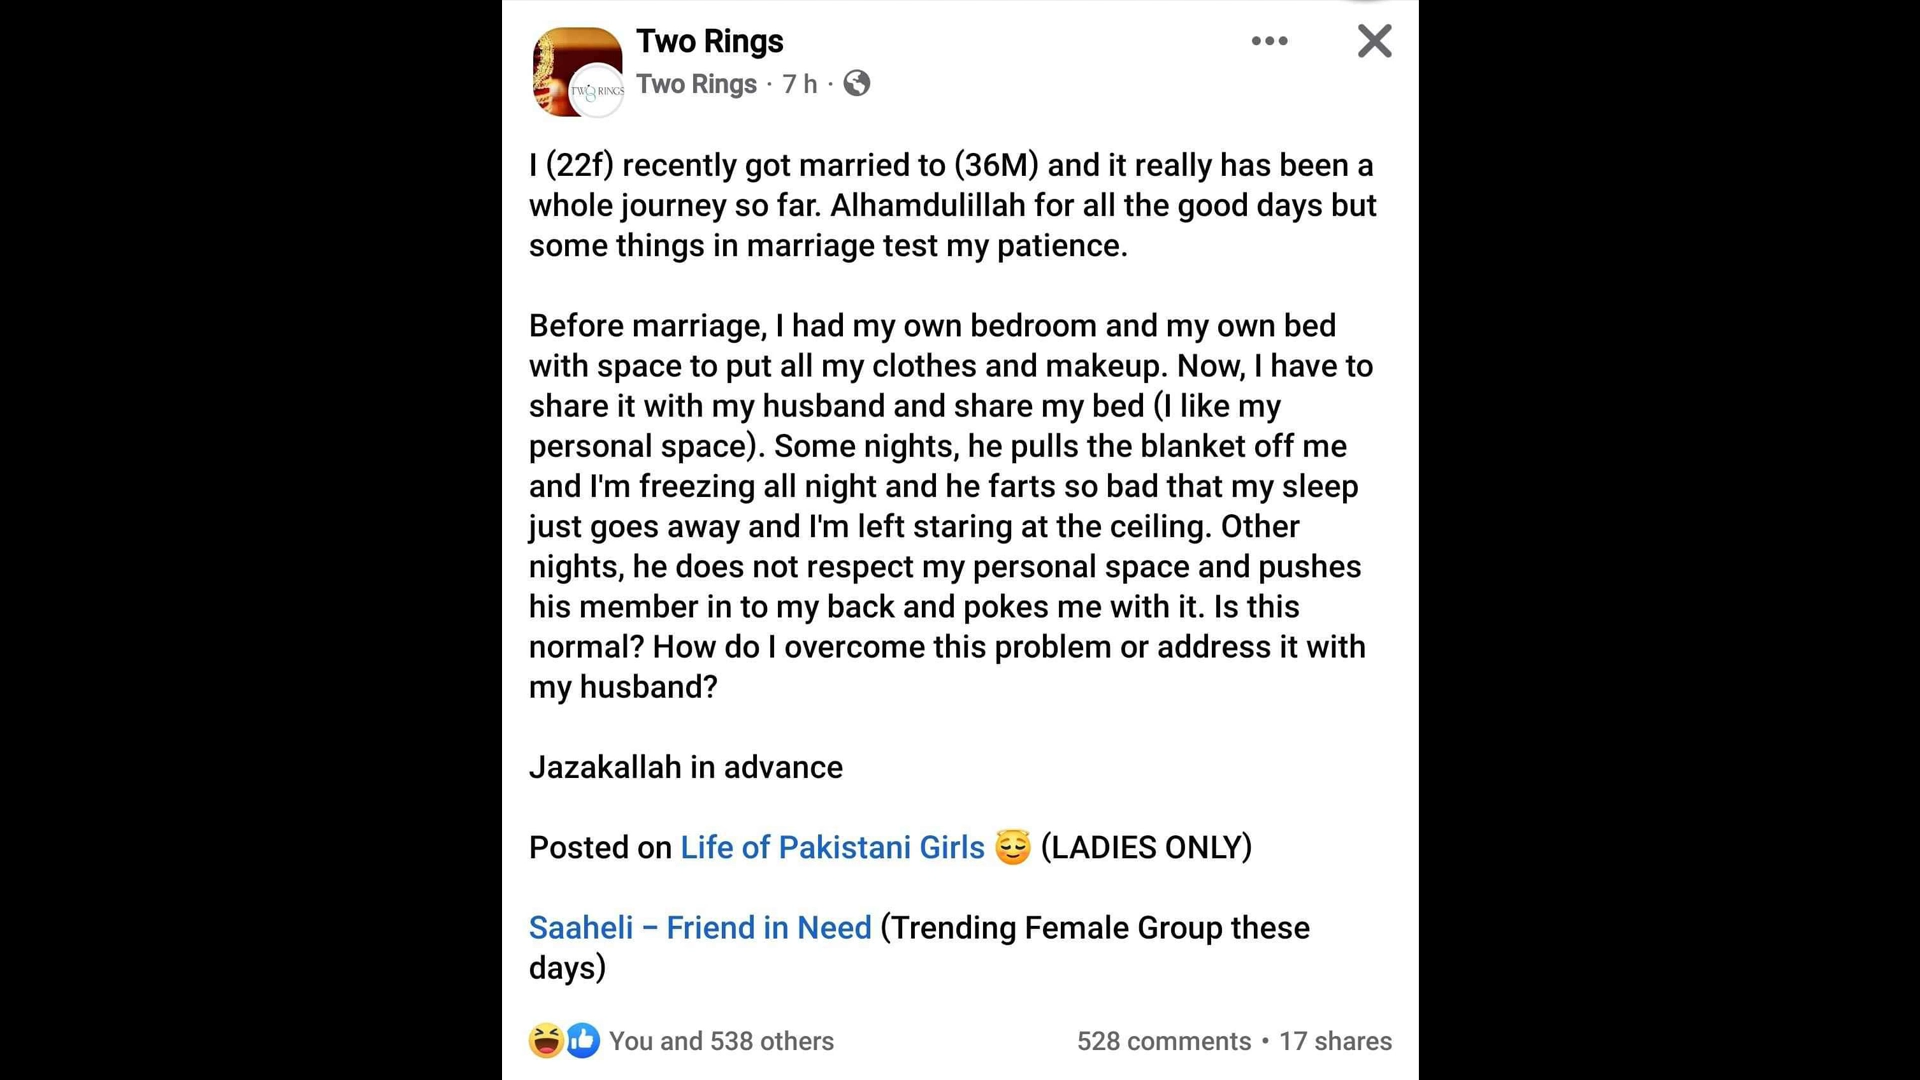 Two Rings
TWO RINGS
Two Rings · 7 h ·
I (22f) recently got married to (36M) and it really has been a
whole journey so far. Alhamdulillah for all the good days but
some things in marriage test my patience.
Before marriage, I had my own bedroom and my own bed
with space to put all my clothes and makeup. Now, I have to
share it with my husband and share my bed (I like my
personal space). Some nights, he pulls the blanket off me
and I'm freezing all night and he farts so bad that my sleep
just goes away and I'm left staring at the ceiling. Other
nights, he does not respect my personal space and pushes
his member in to my back and pokes me with it. Is this
normal? How do I overcome this problem or address it with
my husband?
Jazakallah in advance
Posted on Life of Pakistani Girls 😇 (LADIES ONLY)
Saaheli – Friend in Need (Trending Female Group these
days)
You and 538 others 528 comments • 17 shares